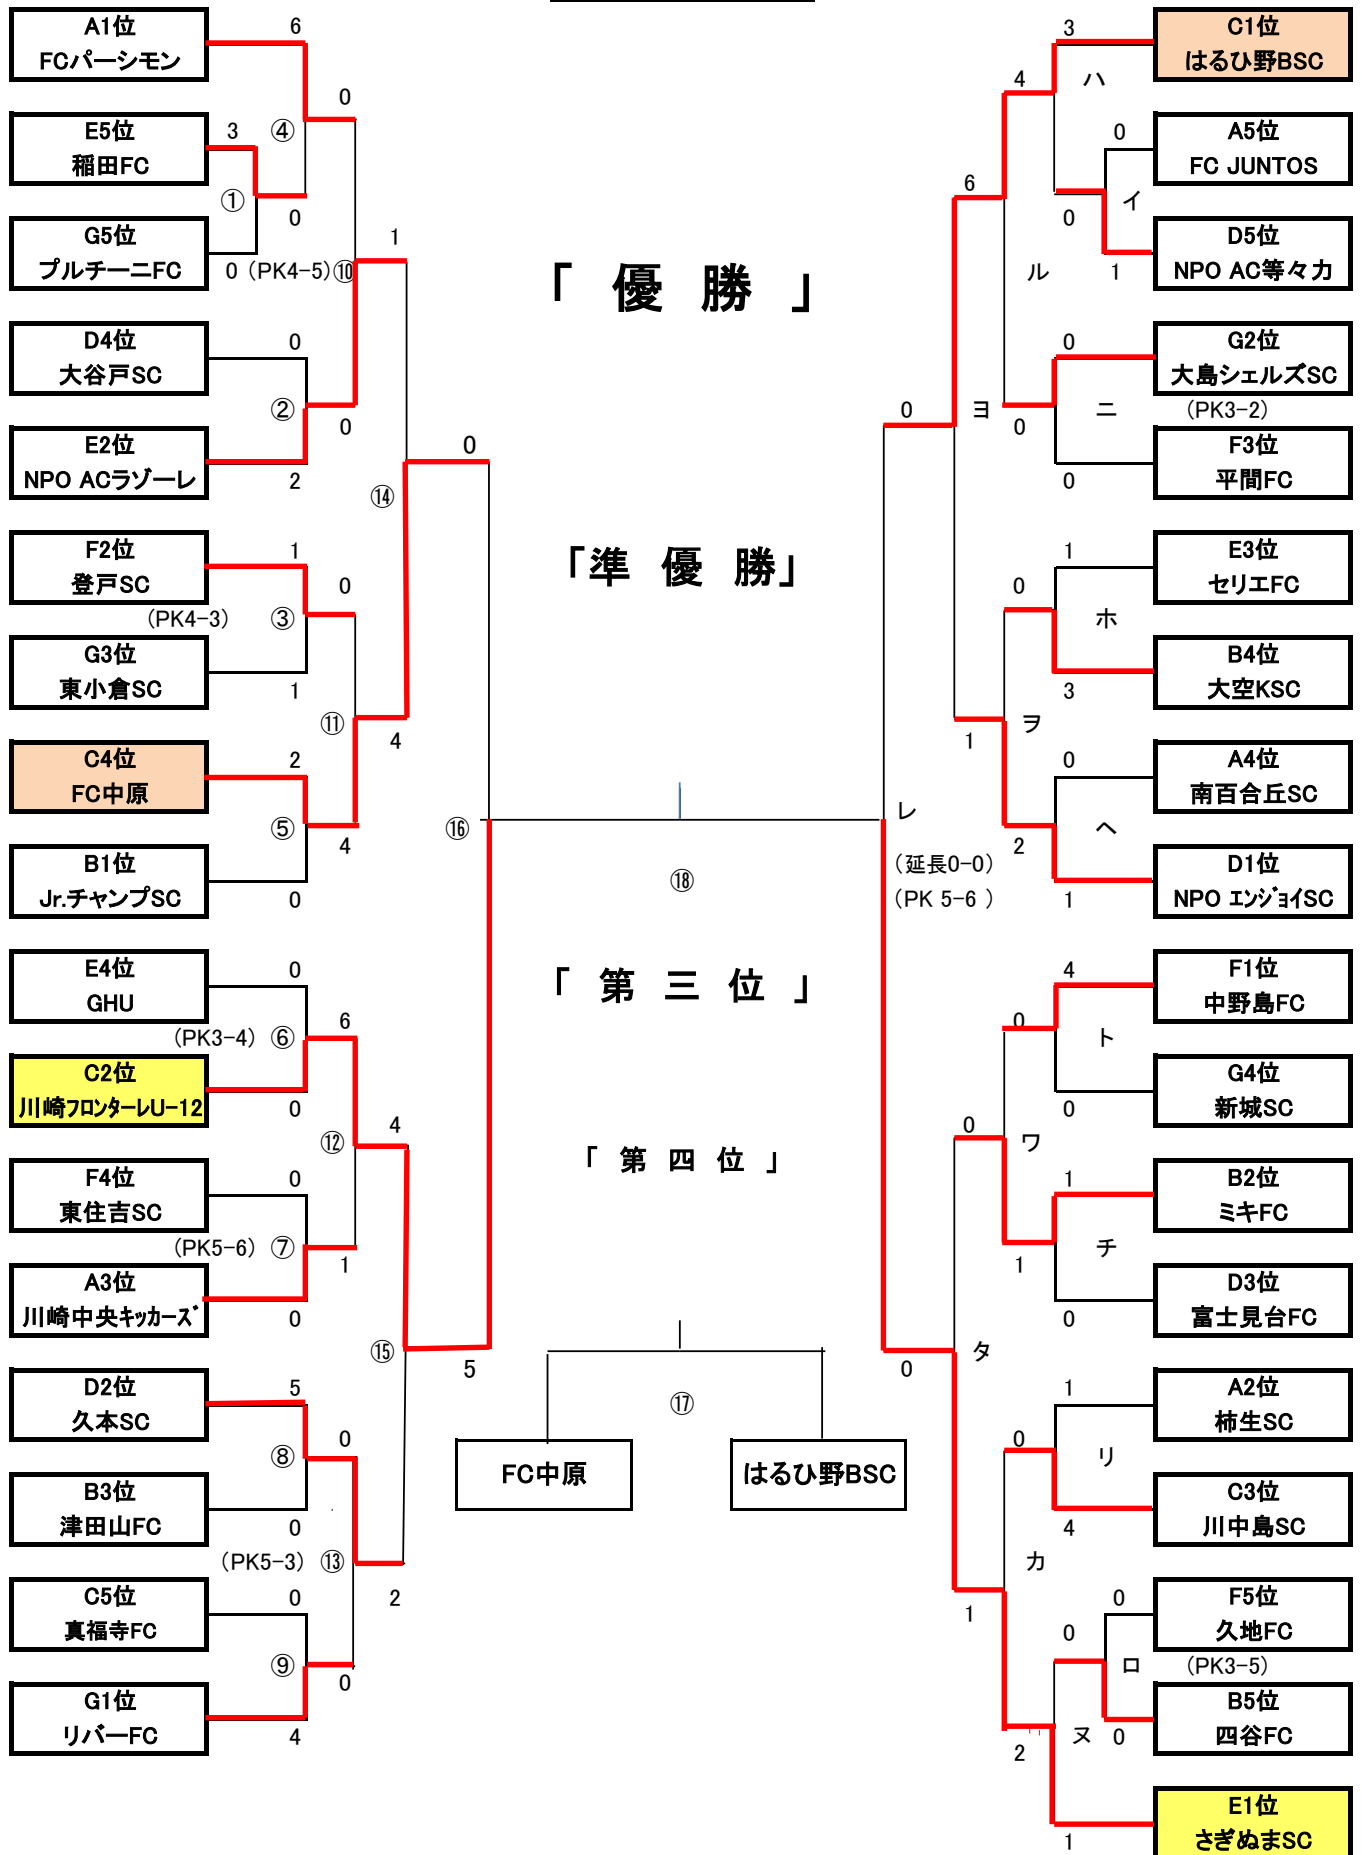 A1位
FCパーシモン
6
0
E5位
稲田FC
3
④
①
0
G5位
プルチーニFC
0
(PK4-5)
⑩
1
D4位
大谷戸SC
0
②
0
E2位
NPO ACラゾーレ
2
0
⑭
F2位
登戸SC
1
0
(PK4-3)
③
G3位
東小倉SC
1
⑪
4
C4位
FC中原
2
⑤
4
B1位
Jr.チャンプSC
0
⑯
E4位
GHU
0
6
(PK3-4)
⑥
C2位
川崎フロンターレU-12
0
⑫
4
F4位
東住吉SC
0
(PK5-6)
⑦
1
A3位
川崎中央キッカーズ
0
⑮
5
D2位
久本SC
5
0
⑧
B3位
津田山FC
0
(PK5-3)
⑬
2
C5位
真福寺FC
0
⑨
0
G1位
リバーFC
4
「 優 勝 」
「準 優 勝」
⑱
「 第 三 位 」
「 第 四 位 」
⑰
FC中原
はるひ野BSC
3
C1位
はるひ野BSC
4
ハ
0
A5位
FC JUNTOS
6
イ
0
D5位
NPO AC等々力
1
ル
0
G2位
大島シェルズSC
(PK3-2)
0
ヨ
0
ニ
F3位
平間FC
0
1
E3位
セリエFC
0
ホ
B4位
大空KSC
3
1
ヲ
0
A4位
南百合丘SC
レ
ヘ
2
(延長0-0)
(PK 5-6 )
D1位
NPO エンジョイSC
1
4
F1位
中野島FC
0
ト
G4位
新城SC
0
0
ワ
1
B2位
ミキFC
チ
1
D3位
富士見台FC
0
タ
0
1
A2位
柿生SC
0
リ
C3位
川中島SC
4
カ
1
0
F5位
久地FC
0
ロ
(PK3-5)
B5位
四谷FC
0
ヌ
2
E1位
さぎぬまSC
1